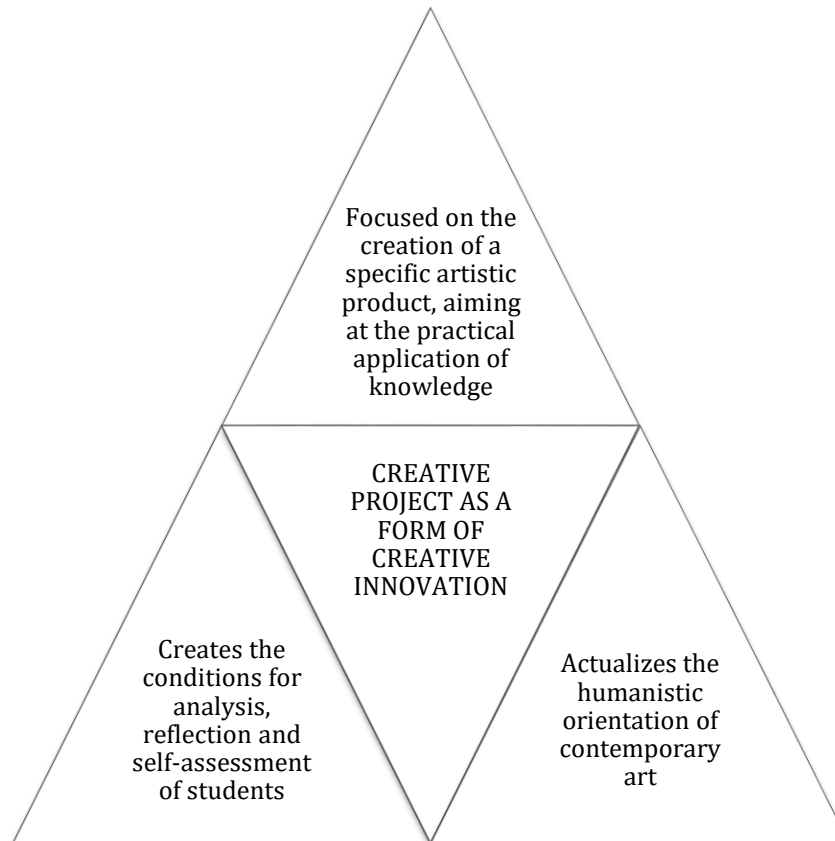 Focused on the
creation of a
specific artistic
product, aiming
at the practical
application of
knowledge
CREATIVE
PROJECT AS A
FORM OF
CREATIVE
INNOVATION
Creates the
conditions for
analysis,
reflection and
self-assessment
of students
Actualizes the
humanistic
orientation of
contemporary
art